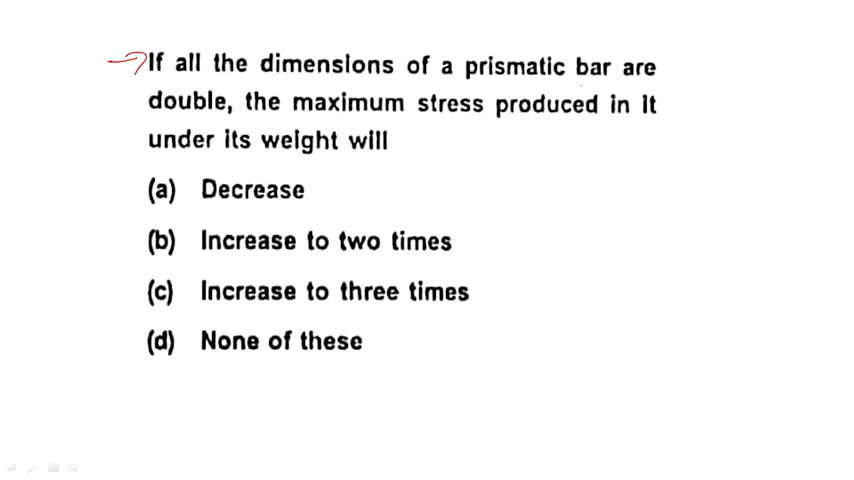 If all the dimensions of a prismatic bar are
double, the maximum stress produced in it
under its weight will
(a) Decrease
(b) Increase to two times
(c) Increase to three times
(d) None of these